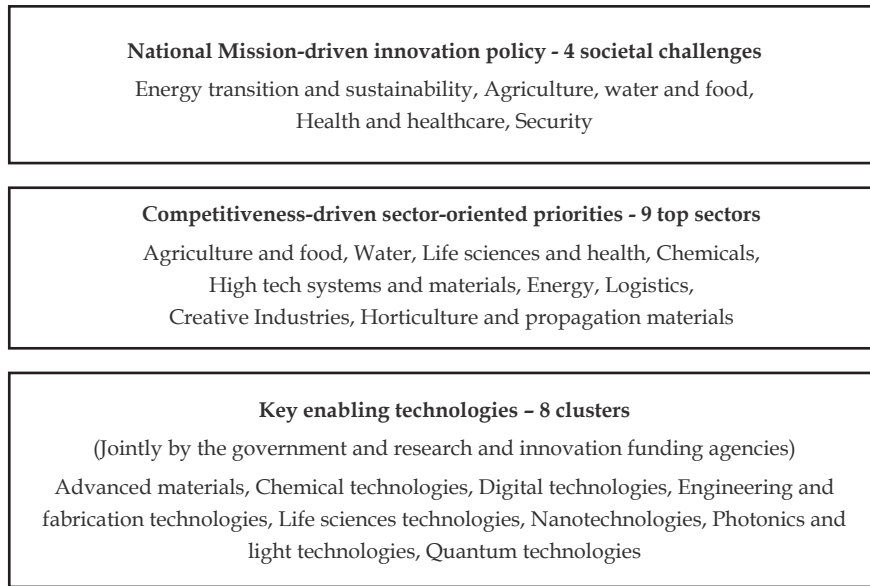 National Mission-driven innovation policy - 4 societal challenges
Energy transition and sustainability, Agriculture, water and food,
Health and healthcare, Security
Competitiveness-driven sector-oriented priorities - 9 top sectors
Agriculture and food, Water, Life sciences and health, Chemicals,
High tech systems and materials, Energy, Logistics,
Creative Industries, Horticulture and propagation materials
Key enabling technologies – 8 clusters
(Jointly by the government and research and innovation funding agencies)
Advanced materials, Chemical technologies, Digital technologies, Engineering and
fabrication technologies, Life sciences technologies, Nanotechnologies, Photonics and
light technologies, Quantum technologies